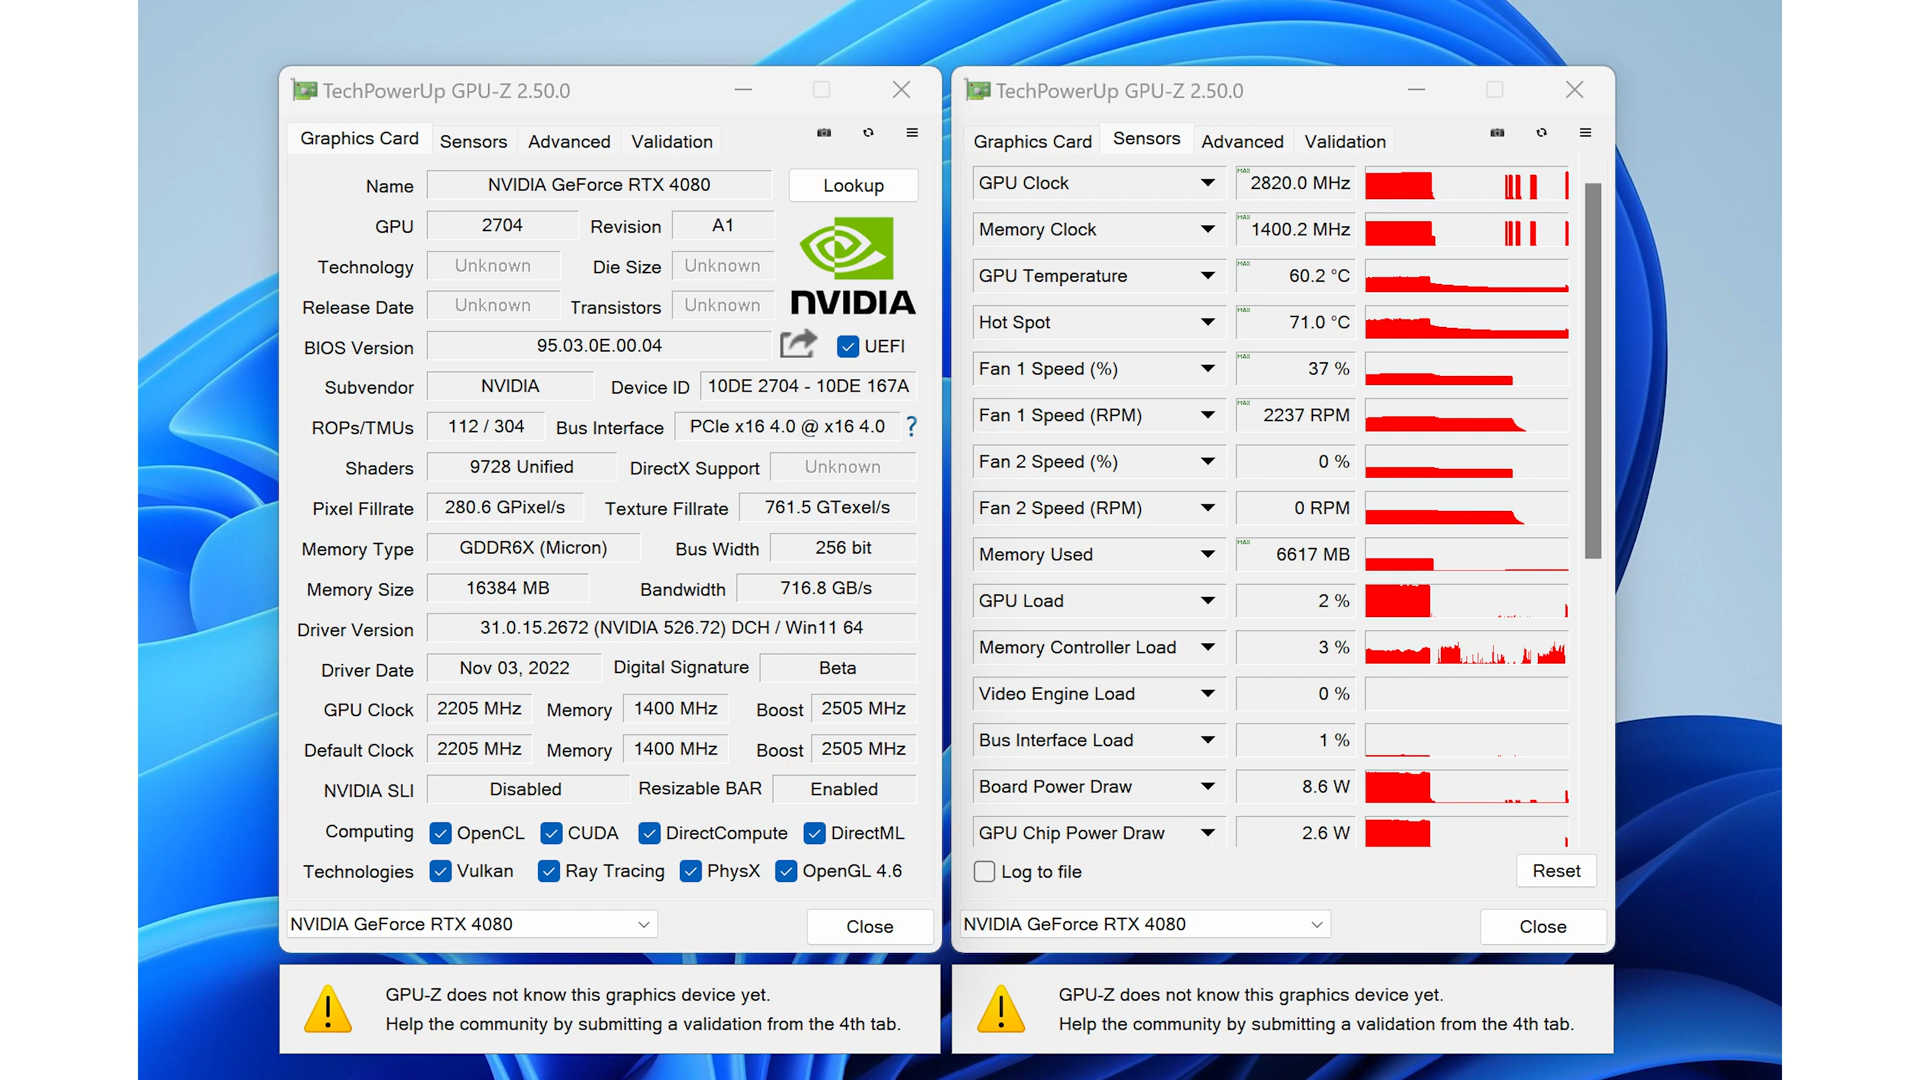 TechPowerUp GPU-Z 2.50.0
Graphics Card Sensors Advanced Validation
Name NVIDIA GeForce RTX 4080 Lookup
GPU 2704 Revision A1
Technology Unknown Die Size Unknown
Release Date Unknown Transistors Unknown
NVIDIA
BIOS Version 95.03.0E.00.04 UEFI
Subvendor NVIDIA Device ID 10DE 2704 - 10DE 167A
ROPs/TMUs 112 / 304 Bus Interface PCIe x16 4.0 @ x16 4.0 ?
Shaders 9728 Unified DirectX Support Unknown
Pixel Fillrate 280.6 GPixel/s Texture Fillrate 761.5 GTexel/s
Memory Type GDDR6X (Micron) Bus Width 256 bit
Memory Size 16384 MB Bandwidth 716.8 GB/s
Driver Version 31.0.15.2672 (NVIDIA 526.72) DCH / Win11 64
Driver Date Nov 03, 2022 Digital Signature Beta
GPU Clock 2205 MHz Memory 1400 MHz Boost 2505 MHz
Default Clock 2205 MHz Memory 1400 MHz Boost 2505 MHz
NVIDIA SLI Disabled Resizable BAR Enabled
Computing OpenCL CUDA DirectCompute DirectML
Technologies Vulkan Ray Tracing PhysX OpenGL 4.6
NVIDIA GeForce RTX 4080 Close
GPU-Z does not know this graphics device yet.
Help the community by submitting a validation from the 4th tab.
TechPowerUp GPU-Z 2.50.0
Graphics Card Sensors Advanced Validation
GPU Clock MAX 2820.0 MHz
Memory Clock MAX 1400.2 MHz
GPU Temperature MAX 60.2 °C
Hot Spot MAX 71.0 °C
Fan 1 Speed (%) MAX 37 %
Fan 1 Speed (RPM) MAX 2237 RPM
Fan 2 Speed (%) 0 %
Fan 2 Speed (RPM) 0 RPM
Memory Used MAX 6617 MB
GPU Load 2 %
Memory Controller Load 3 %
Video Engine Load 0 %
Bus Interface Load 1 %
Board Power Draw 8.6 W
GPU Chip Power Draw 2.6 W
Log to file Reset
NVIDIA GeForce RTX 4080 Close
GPU-Z does not know this graphics device yet.
Help the community by submitting a validation from the 4th tab.